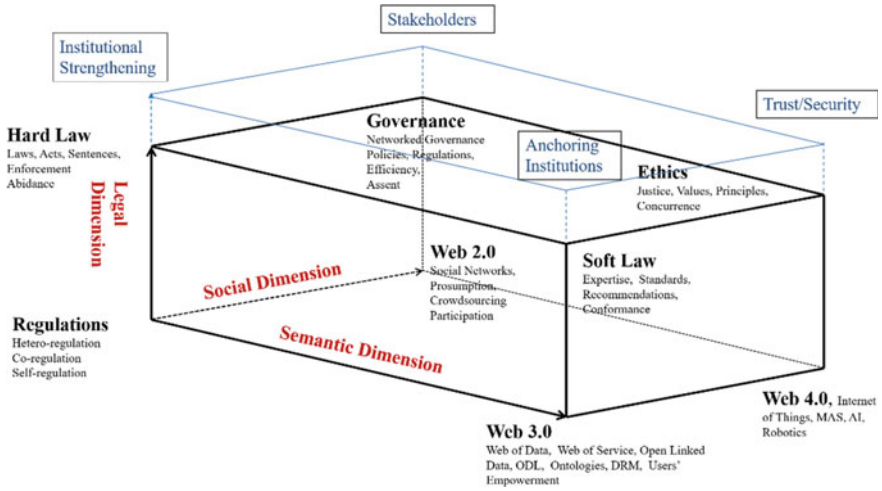 Stakeholders
Institutional
Strengthening
Trust/Security
Hard Law
Laws, Acts, Sentences,
Enforcement
Abidance
Governance
Networked Governance
Policies, Regulations,
Efficiency,
Assent
Anchoring
Institutions
Ethics
Justice, Values, Principles,
Concurrence
Legal
Dimension
Social Dimension
Web 2.0
Social Networks,
Prosumption,
Crowdsourcing
Participation
Soft Law
Expertise, Standards,
Recommendations,
Conformance
Regulations
Hetero-regulation
Co-regulation
Self-regulation
Semantic Dimension
Web 3.0
Web of Data, Web of Service, Open Linked
Data, ODL, Ontologies, DRM, Users'
Empowerment
Web 4.0, Internet
of Things, MAS, AI,
Robotics